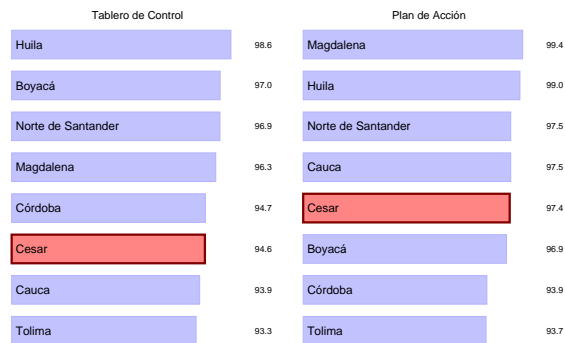 Tablero de Control
Huila 98.6
Boyacá 97.0
Norte de Santander 96.9
Magdalena 96.3
Córdoba 94.7
Cesar 94.6
Cauca 93.9
Tolima 93.3
Plan de Acción
Magdalena 99.4
Huila 99.0
Norte de Santander 97.5
Cauca 97.5
Cesar 97.4
Boyacá 96.9
Córdoba 93.9
Tolima 93.7